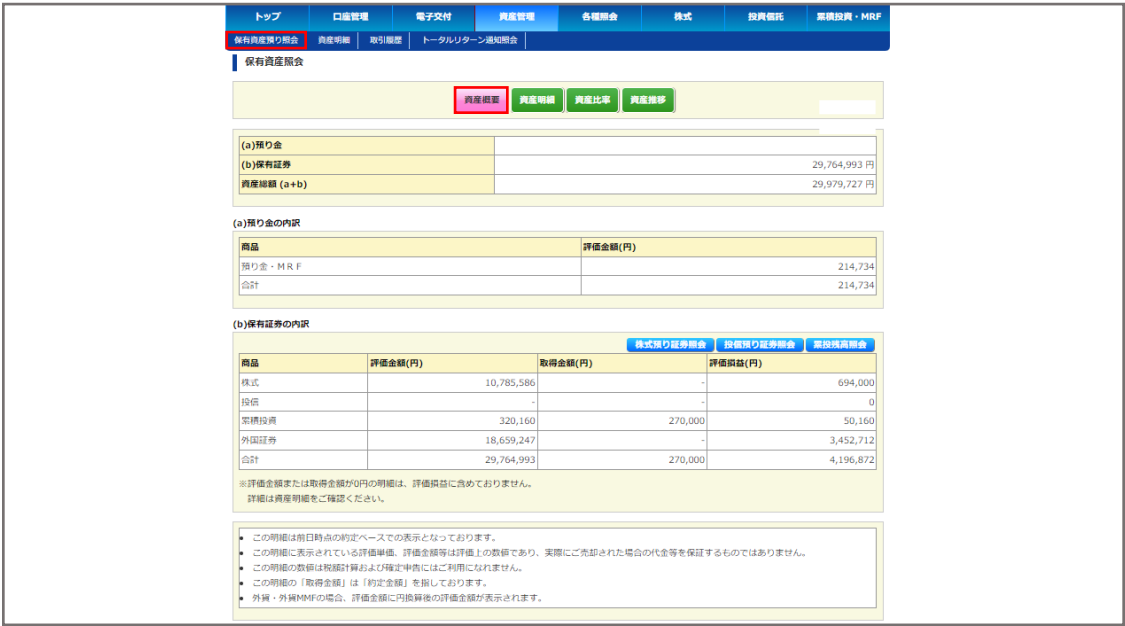 トップ 口座管理 電子交付 資産管理 各種照会 株式 投資信託 累積投資・MRF
保有資産預り照会 資産明細 取引履歴 トータルリターン通知照会
保有資産照会
資産概要 資産明細 資産比率 資産推移
(a)預り金
(b)保有証券 29,764,993 円
資産総額 (a+b) 29,979,727 円
(a)預り金の内訳
商品 評価金額(円)
預り金・ＭＲＦ 214,734
合計 214,734
(b)保有証券の内訳
株式預り証券照会 投信預り証券照会 累投残高照会
商品 評価金額(円) 取得金額(円) 評価損益(円)
株式 10,785,586 - 694,000
投信 - - 0
累積投資 320,160 270,000 50,160
外国証券 18,659,247 - 3,452,712
合計 29,764,993 270,000 4,196,872
※評価金額または取得金額が0円の明細は、評価損益に含めておりません。
詳細は資産明細をご確認ください。
• この明細は前日時点の約定ベースでの表示となっております。
• この明細に表示されている評価単価、評価金額等は評価上の数値であり、実際にご売却された場合の代金等を保証するものではありません。
• この明細の数値は税額計算および確定申告にはご利用になれません。
• この明細の「取得金額」は「約定金額」を指しております。
• 外貨・外貨MMFの場合、評価金額に円換算後の評価金額が表示されます。